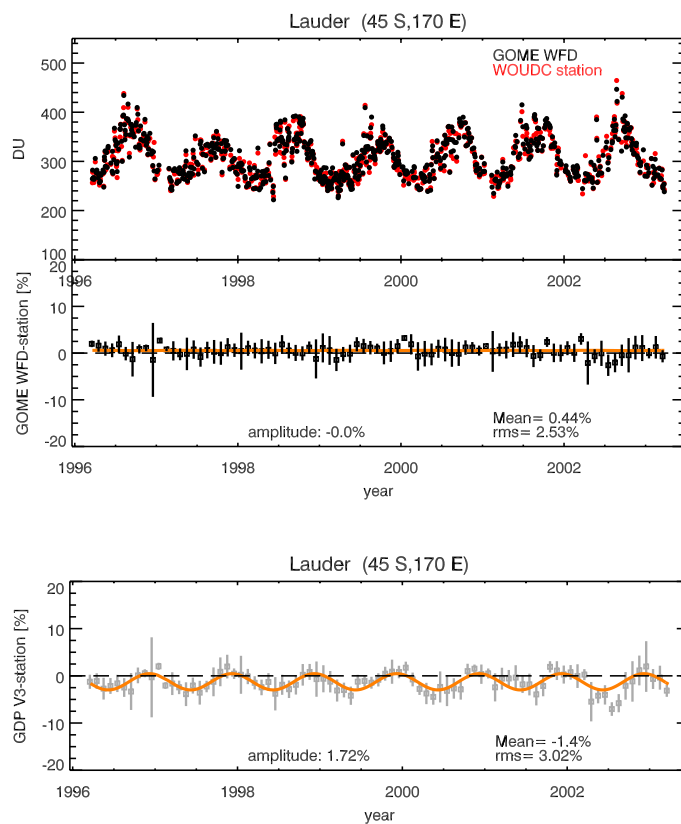 Lauder (45 S,170 E)
GOME WFD
WOUDC station
500
400
300
200
100
DU
1996
1998
2000
2002
20
10
0
-10
-20
GOME WFD-station [%]
amplitude: -0.0%
Mean= 0.44%
rms= 2.53%
1996
1998
2000
2002
year
Lauder (45 S,170 E)
20
10
0
-10
-20
GDP V3-station [%]
amplitude: 1.72%
Mean= -1.4%
rms= 3.02%
1996
1998
2000
2002
year